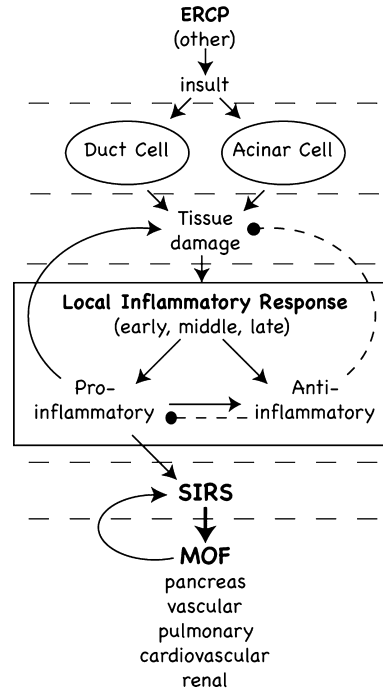 ERCP
(other)
insult
Duct Cell
Acinar Cell
Tissue
damage
Local Inflammatory Response
(early, middle, late)
Pro-
inflammatory
Anti-
inflammatory
SIRS
MOF
pancreas
vascular
pulmonary
cardiovascular
renal